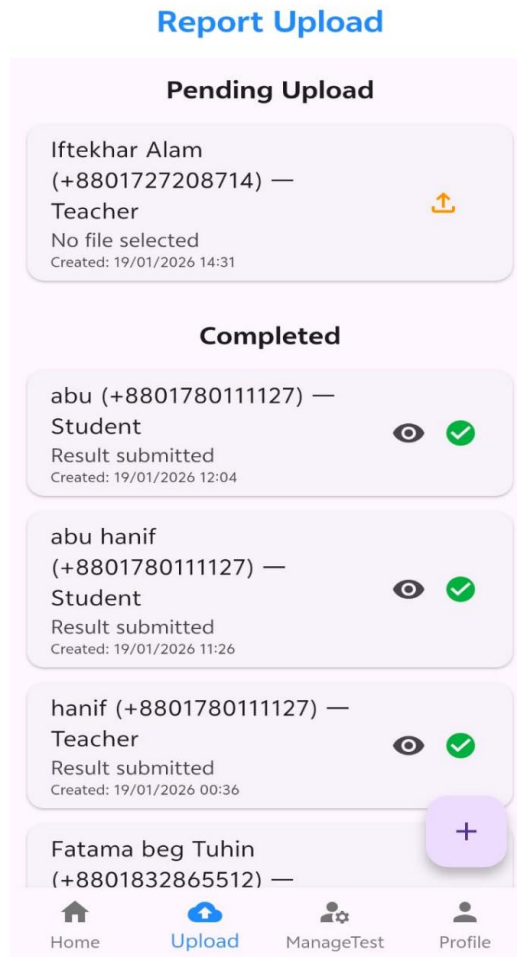 Report Upload
Pending Upload
Iftekhar Alam
(+8801727208714) —
Teacher
No file selected
Created: 19/01/2026 14:31
Completed
abu (+8801780111127) —
Student
Result submitted
Created: 19/01/2026 12:04
abu hanif
(+8801780111127) —
Student
Result submitted
Created: 19/01/2026 11:26
hanif (+8801780111127) —
Teacher
Result submitted
Created: 19/01/2026 00:36
Fatama beg Tuhin
(+8801832865512) —
Home Upload ManageTest Profile